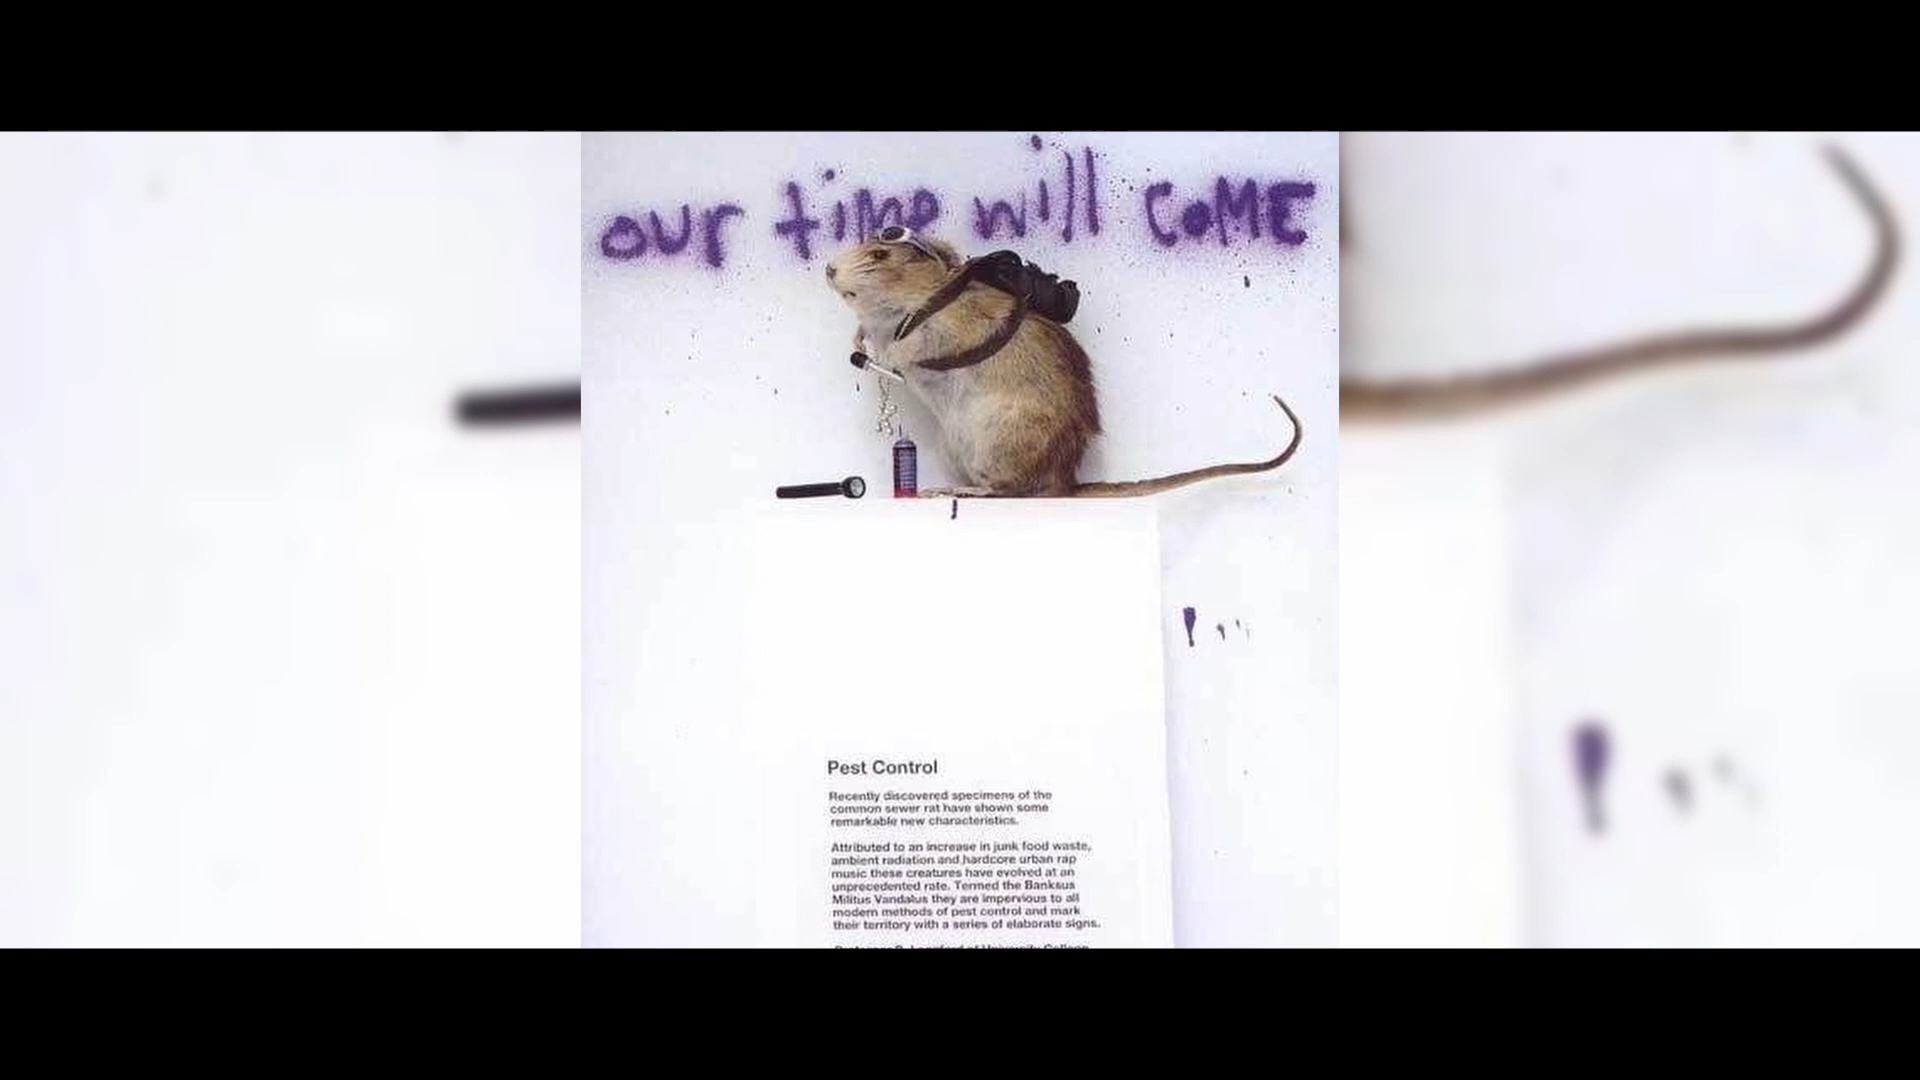 our time will CoME
Pest Control
Recently discovered specimens of the
common sewer rat have shown some
remarkable new characteristics.
Attributed to an increase in junk food waste,
ambient radiation and hardcore urban rap
music these creatures have evolved at an
unprecedented rate. Termed the Banksus
Militus Vandalus they are impervious to all
modern methods of pest control and mark
their territory with a series of elaborate signs.